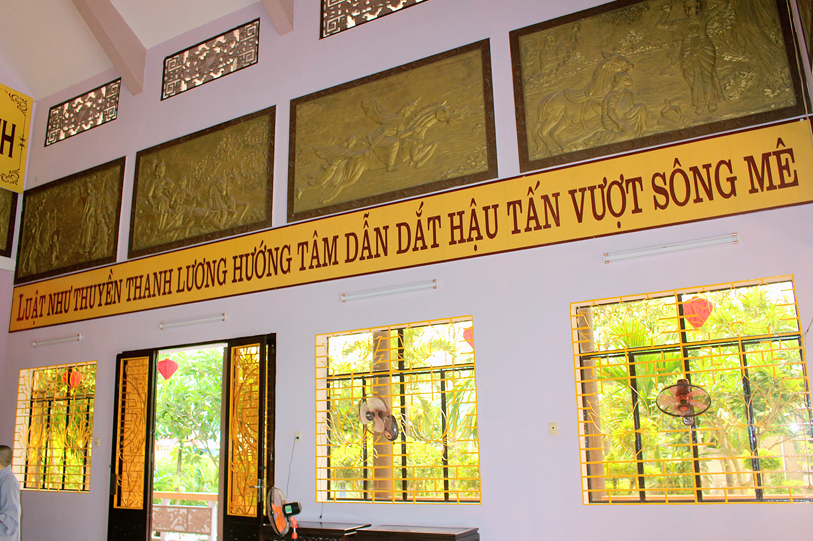 LUẬT NHƯ THUYỀN THANH LƯƠNG HƯỚNG TÂM DẪN DẮT HẬU TẤN VƯỢT SÔNG MÊ